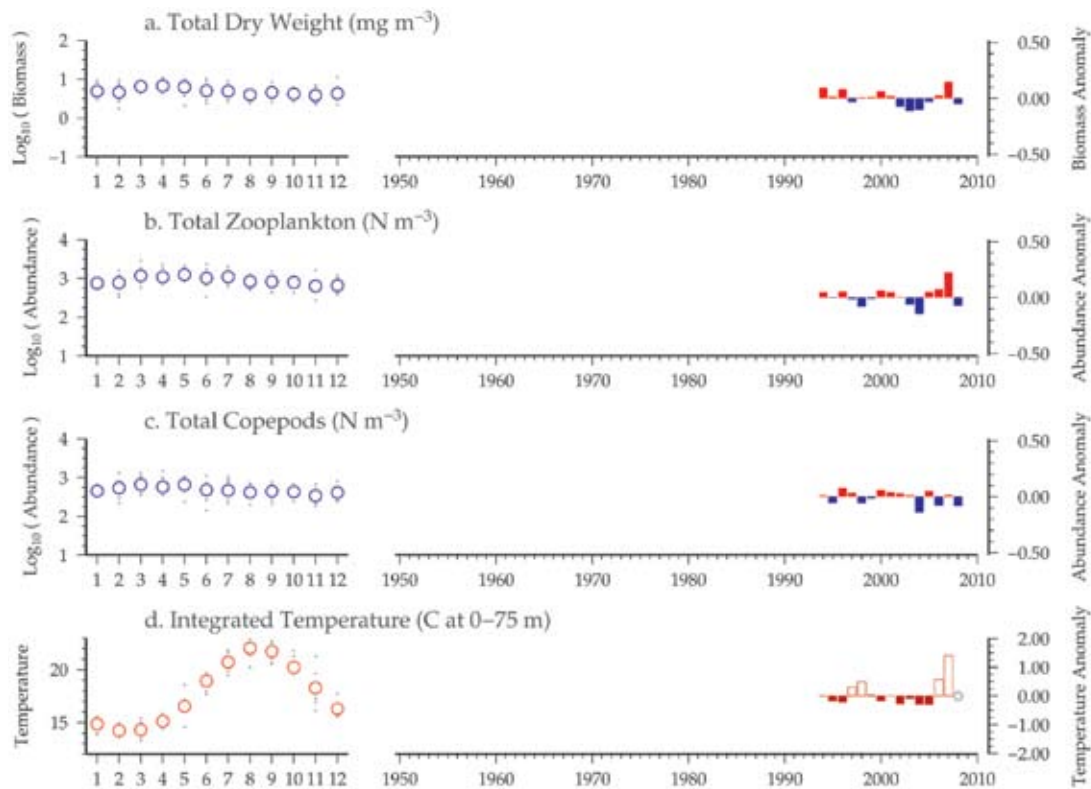 a. Total Dry Weight (mg m⁻³)
Log₁₀ ( Biomass )
2
1
0
−1
1 2 3 4 5 6 7 8 9 10 11 12
1950 1960 1970 1980 1990 2000 2010
0.50
0.00
−0.50
Biomass Anomaly
b. Total Zooplankton (N m⁻³)
Log₁₀ ( Abundance )
4
3
2
1
1 2 3 4 5 6 7 8 9 10 11 12
1950 1960 1970 1980 1990 2000 2010
0.50
0.00
−0.50
Abundance Anomaly
c. Total Copepods (N m⁻³)
Log₁₀ ( Abundance )
4
3
2
1
1 2 3 4 5 6 7 8 9 10 11 12
1950 1960 1970 1980 1990 2000 2010
0.50
0.00
−0.50
Abundance Anomaly
d. Integrated Temperature (C at 0–75 m)
Temperature
20
15
1 2 3 4 5 6 7 8 9 10 11 12
1950 1960 1970 1980 1990 2000 2010
2.00
1.00
0.00
−1.00
−2.00
Temperature Anomaly